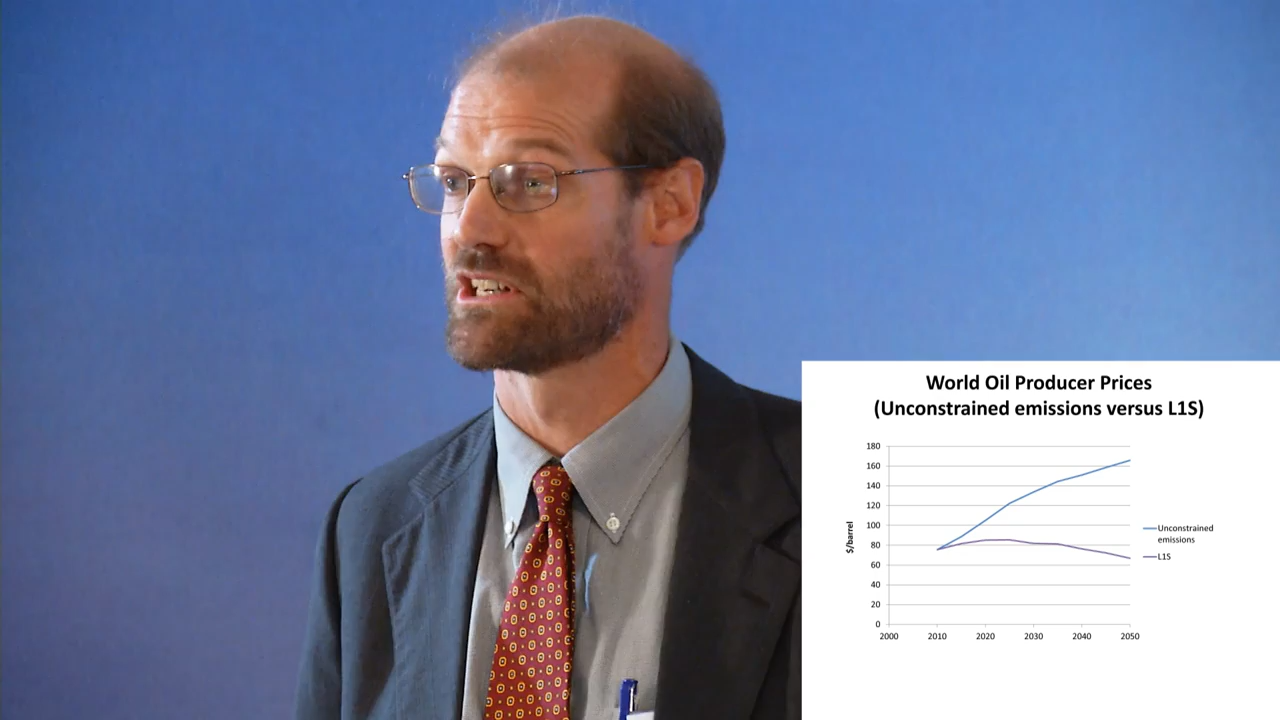 World Oil Producer Prices
(Unconstrained emissions versus L1S)
180
160
140
120
100
80
60
40
20
0
$/barrel
2000 2010 2020 2030 2040 2050
Unconstrained
emissions
L1S